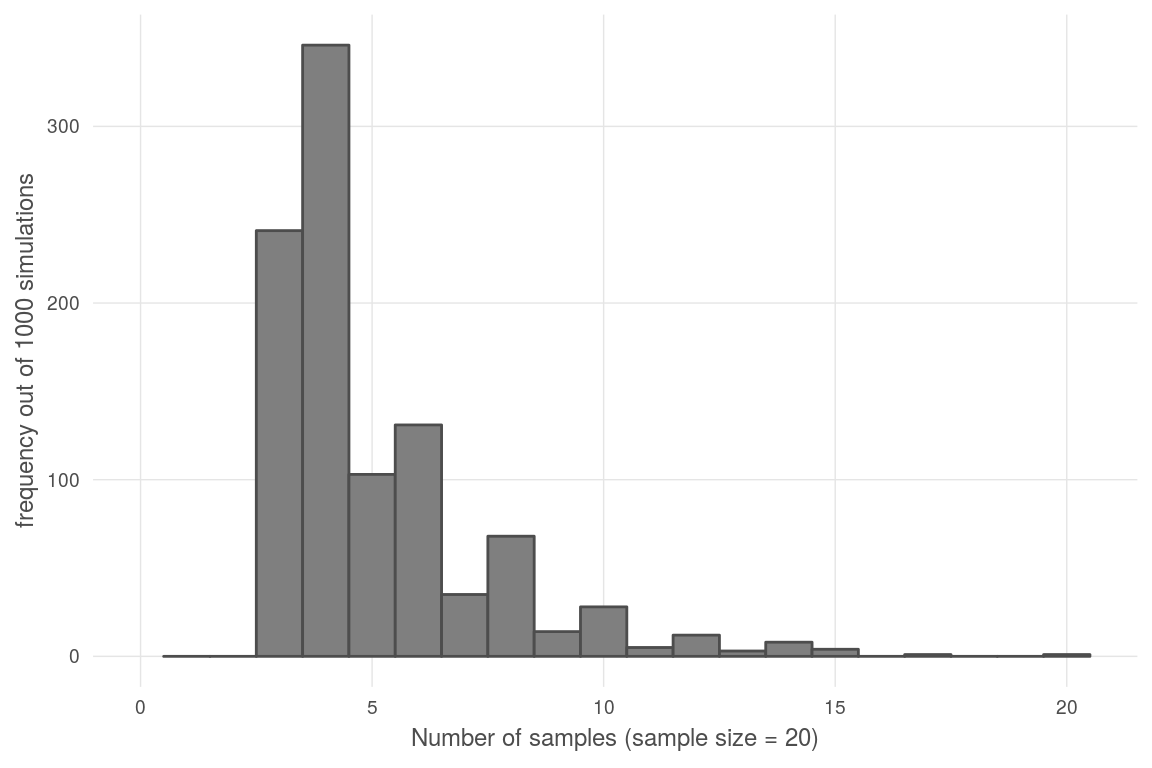 frequency out of 1000 simulations
300
200
100
0
0 5 10 15 20
Number of samples (sample size = 20)